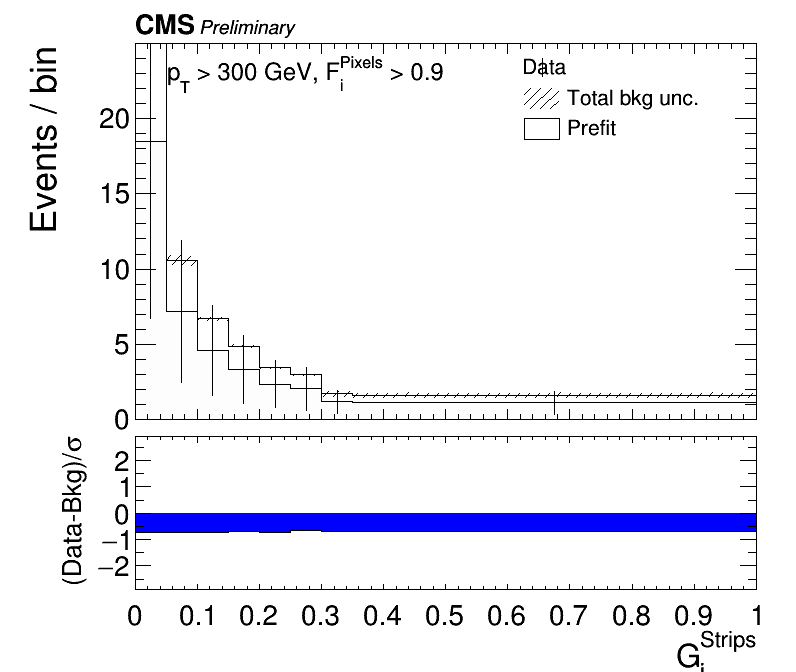 CMS Preliminary
Events / bin
p_T > 300 GeV, F_i^Pixels > 0.9
Data
Total bkg unc.
Prefit
20
15
10
5
0
(Data-Bkg)/σ
2
1
0
−1
−2
0 0.1 0.2 0.3 0.4 0.5 0.6 0.7 0.8 0.9 1
G_i^Strips